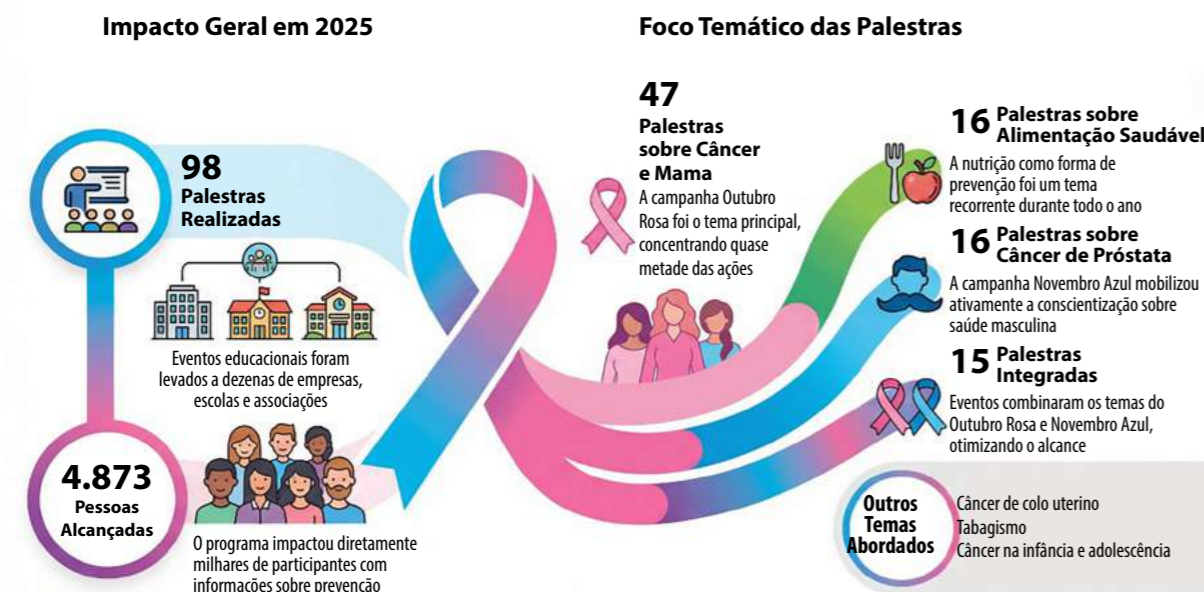 Impacto Geral em 2025
98
Palestras
Realizadas
Eventos educacionais foram
levados a dezenas de empresas,
escolas e associações
4.873
Pessoas
Alcançadas
O programa impactou diretamente
milhares de participantes com
informações sobre prevenção
Foco Temático das Palestras
47
Palestras
sobre Câncer
e Mama
A campanha Outubro
Rosa foi o tema principal,
concentrando quase
metade das ações
16 Palestras sobre
Alimentação Saudável
A nutrição como forma de
prevenção foi um tema
recorrente durante todo o ano
16 Palestras sobre
Câncer de Próstata
A campanha Novembro Azul mobilizou
ativamente a conscientização sobre
saúde masculina
15 Palestras
Integradas
Eventos combinaram os temas do
Outubro Rosa e Novembro Azul,
otimizando o alcance
Outros
Temas
Abordados
Câncer de colo uterino
Tabagismo
Câncer na infância e adolescência